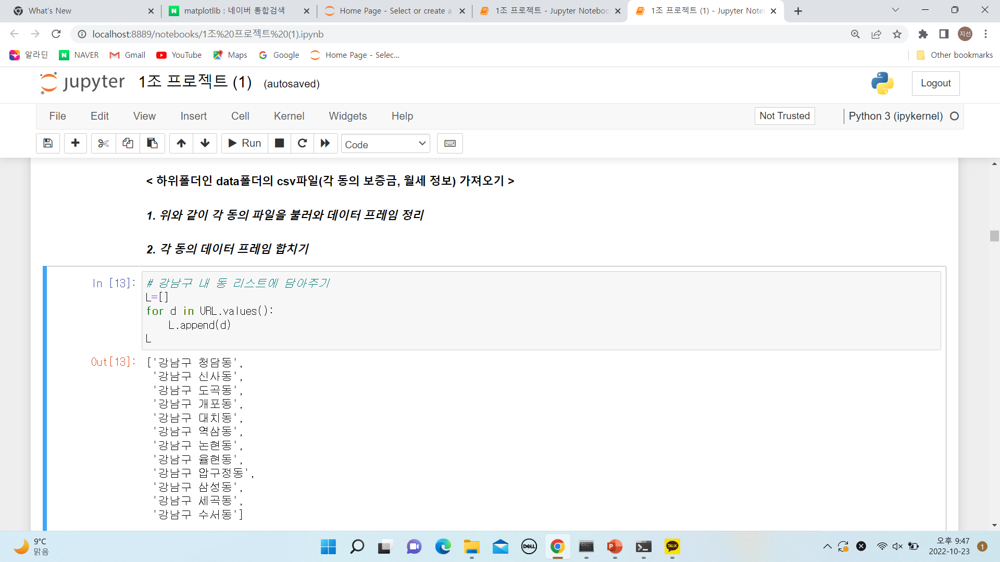 What's New
matplotlib : 네이버 통합검색
Home Page - Select or create a
1조 프로젝트 - Jupyter Noteboo
1조 프로젝트 (1) - Jupyter Note
localhost:8889/notebooks/1조%20프로젝트%20(1).ipynb
지선
알라딘
NAVER
Gmail
YouTube
Maps
Google
Home Page - Selec...
Other bookmarks
jupyter
1조 프로젝트 (1)
(autosaved)
Logout
File
Edit
View
Insert
Cell
Kernel
Widgets
Help
Not Trusted
Python 3 (ipykernel)
Run
Code
< 하위폴더인 data폴더의 csv파일(각 동의 보증금, 월세 정보) 가져오기 >
1. 위와 같이 각 동의 파일을 불러와 데이터 프레임 정리
2. 각 동의 데이터 프레임 합치기
In [13]:
# 강남구 내 동 리스트에 담아주기
L=[]
for d in URL.values():
    L.append(d)
L
Out[13]:
['강남구 청담동',
'강남구 신사동',
'강남구 도곡동',
'강남구 개포동',
'강남구 대치동',
'강남구 역삼동',
'강남구 논현동',
'강남구 율현동',
'강남구 압구정동',
'강남구 삼성동',
'강남구 세곡동',
'강남구 수서동']
9°C
맑음
DELL
TALK
오후 9:47
2022-10-23
1